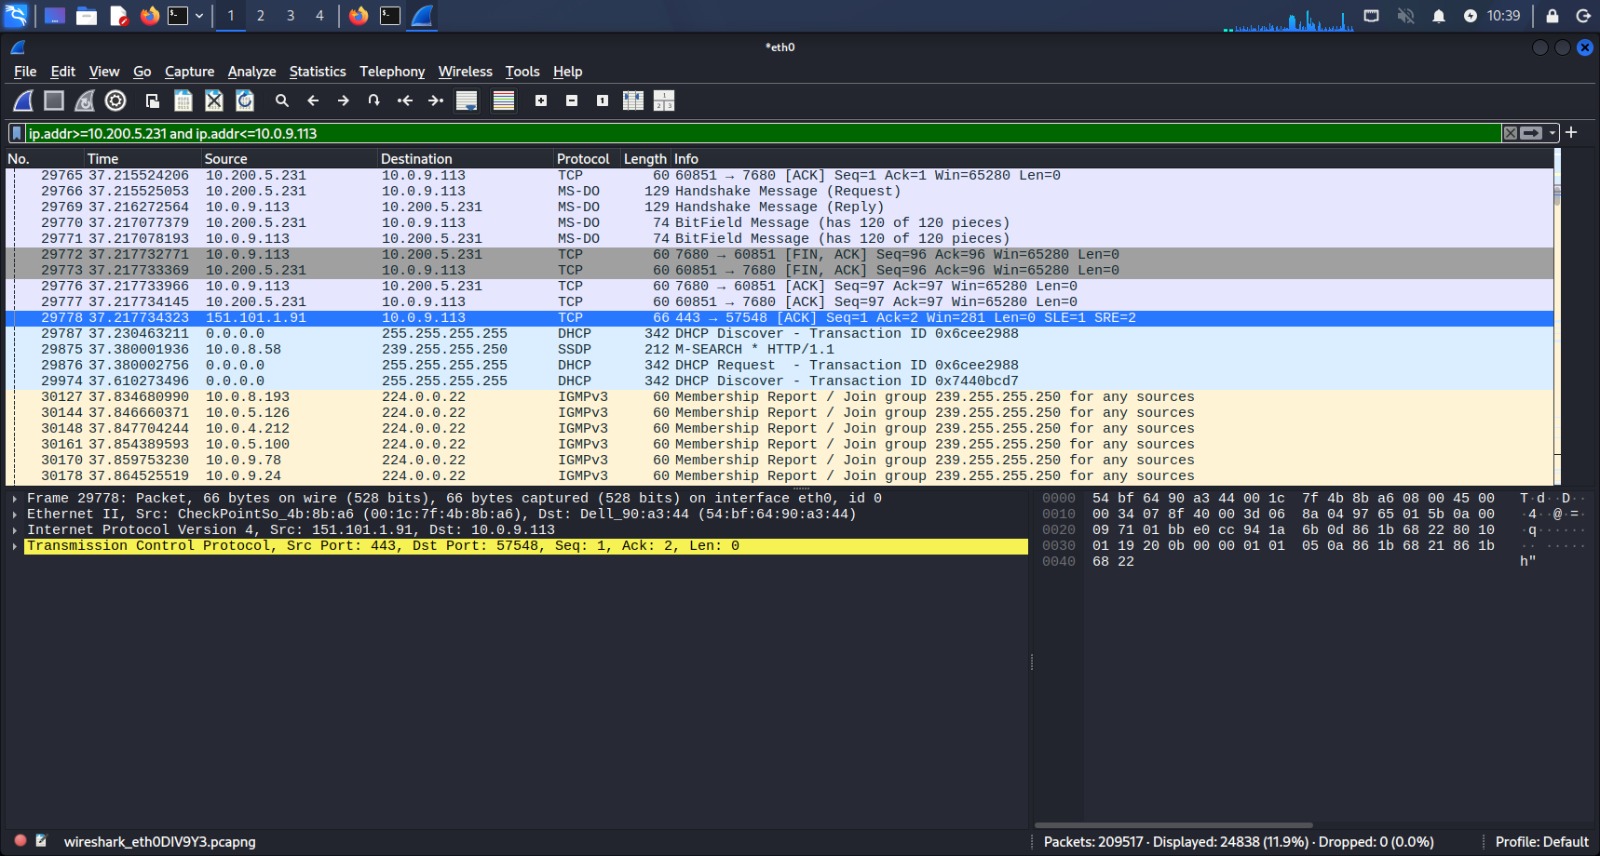 1 2 3 4 10:39
*eth0
File Edit View Go Capture Analyze Statistics Telephony Wireless Tools Help
ip.addr>=10.200.5.231 and ip.addr<=10.0.9.113
No. Time Source Destination Protocol Length Info
29765 37.215524206 10.200.5.231 10.0.9.113 TCP 60 60851 → 7680 [ACK] Seq=1 Ack=1 Win=65280 Len=0
29766 37.215525053 10.200.5.231 10.0.9.113 MS-DO 129 Handshake Message (Request)
29769 37.216272564 10.0.9.113 10.200.5.231 MS-DO 129 Handshake Message (Reply)
29770 37.217077379 10.200.5.231 10.0.9.113 MS-DO 74 BitField Message (has 120 of 120 pieces)
29771 37.217078193 10.0.9.113 10.200.5.231 MS-DO 74 BitField Message (has 120 of 120 pieces)
29772 37.217732771 10.0.9.113 10.200.5.231 TCP 60 7680 → 60851 [FIN, ACK] Seq=96 Ack=96 Win=65280 Len=0
29773 37.217733369 10.200.5.231 10.0.9.113 TCP 60 60851 → 7680 [FIN, ACK] Seq=96 Ack=96 Win=65280 Len=0
29776 37.217733966 10.0.9.113 10.200.5.231 TCP 60 7680 → 60851 [ACK] Seq=97 Ack=97 Win=65280 Len=0
29777 37.217734145 10.200.5.231 10.0.9.113 TCP 60 60851 → 7680 [ACK] Seq=97 Ack=97 Win=65280 Len=0
29778 37.217734323 151.101.1.91 10.0.9.113 TCP 66 443 → 57548 [ACK] Seq=1 Ack=2 Win=281 Len=0 SLE=1 SRE=2
29787 37.230463211 0.0.0.0 255.255.255.255 DHCP 342 DHCP Discover - Transaction ID 0x6cee2988
29875 37.380001936 10.0.8.58 239.255.255.250 SSDP 212 M-SEARCH * HTTP/1.1
29876 37.380002756 0.0.0.0 255.255.255.255 DHCP 342 DHCP Request - Transaction ID 0x6cee2988
29974 37.610273496 0.0.0.0 255.255.255.255 DHCP 342 DHCP Discover - Transaction ID 0x7440bcd7
30127 37.834680990 10.0.8.193 224.0.0.22 IGMPv3 60 Membership Report / Join group 239.255.255.250 for any sources
30144 37.846660371 10.0.5.126 224.0.0.22 IGMPv3 60 Membership Report / Join group 239.255.255.250 for any sources
30148 37.847704244 10.0.4.212 224.0.0.22 IGMPv3 60 Membership Report / Join group 239.255.255.250 for any sources
30161 37.854389593 10.0.5.100 224.0.0.22 IGMPv3 60 Membership Report / Join group 239.255.255.250 for any sources
30170 37.859753230 10.0.9.78 224.0.0.22 IGMPv3 60 Membership Report / Join group 239.255.255.250 for any sources
30178 37.864525519 10.0.9.24 224.0.0.22 IGMPv3 60 Membership Report / Join group 239.255.255.250 for any sources
Frame 29778: Packet, 66 bytes on wire (528 bits), 66 bytes captured (528 bits) on interface eth0, id 0
Ethernet II, Src: CheckPointSo_4b:8b:a6 (00:1c:7f:4b:8b:a6), Dst: Dell_90:a3:44 (54:bf:64:90:a3:44)
Internet Protocol Version 4, Src: 151.101.1.91, Dst: 10.0.9.113
Transmission Control Protocol, Src Port: 443, Dst Port: 57548, Seq: 1, Ack: 2, Len: 0
0000 54 bf 64 90 a3 44 00 1c 7f 4b 8b a6 08 00 45 00 T·d··D··
0010 00 34 07 8f 40 00 3d 06 8a 04 97 65 01 5b 0a 00 ·4··@·=·
0020 09 71 01 bb e0 cc 94 1a 6b 0d 86 1b 68 22 80 10 ·q······
0030 01 19 20 0b 00 00 01 01 05 0a 86 1b 68 21 86 1b ·· ·····
0040 68 22 h"
wireshark_eth0DIV9Y3.pcapng
Packets: 209517 · Displayed: 24838 (11.9%) · Dropped: 0 (0.0%)
Profile: Default